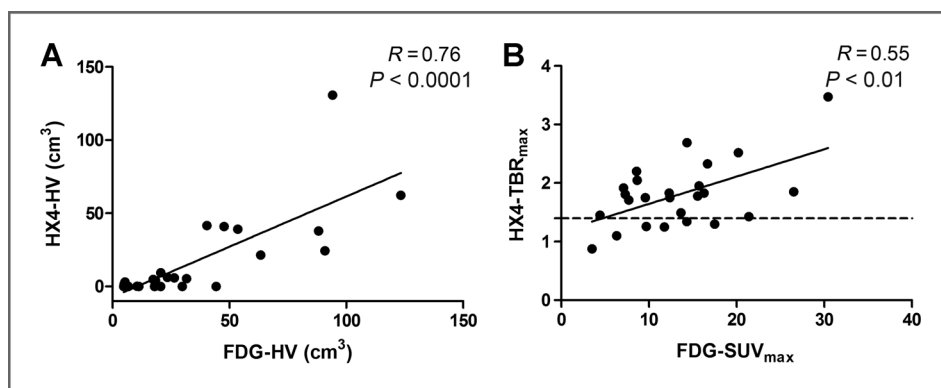 A
R = 0.76
P < 0.0001
150
100
50
0
HX4-HV (cm³)
0 50 100 150
FDG-HV (cm³)
B
R = 0.55
P < 0.01
4
3
2
1
0
HX4-TBRmax
0 10 20 30 40
FDG-SUVmax